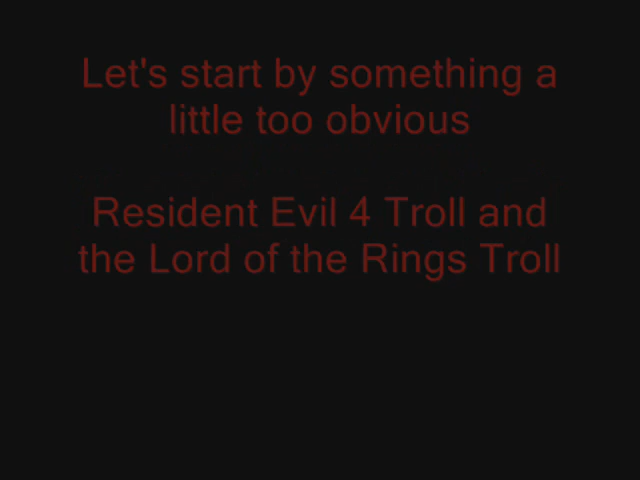 Let's start by something a
little too obvious
Resident Evil 4 Troll and
the Lord of the Rings Troll